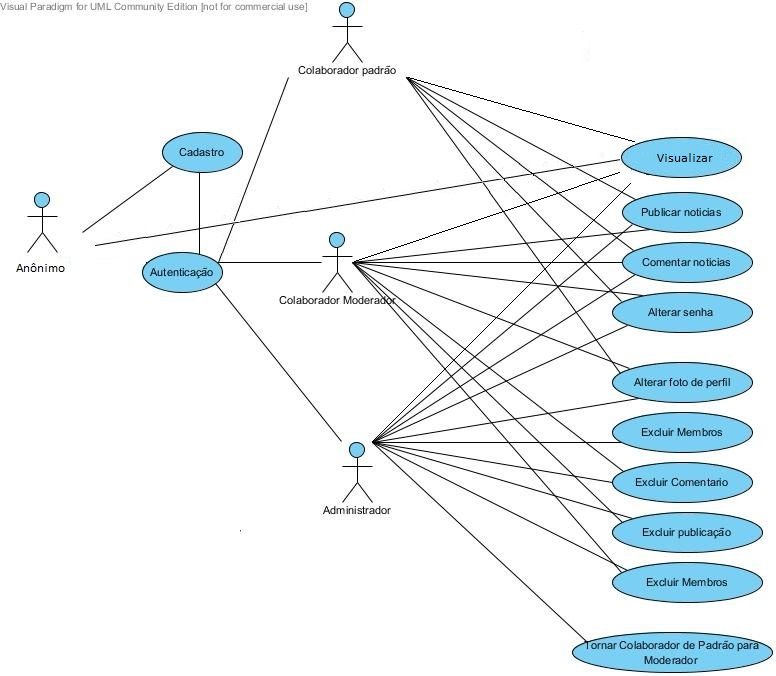 Visual Paradigm for UML Community Edition [not for commercial use]
Colaborador padrão
Cadastro
Visualizar
Publicar noticias
Anônimo
Autenticação
Comentar noticias
Colaborador Moderador
Alterar senha
Alterar foto de perfil
Excluir Membros
Excluir Comentario
Administrador
Excluir publicação
Excluir Membros
Tornar Colaborador de Padrão para
Moderador